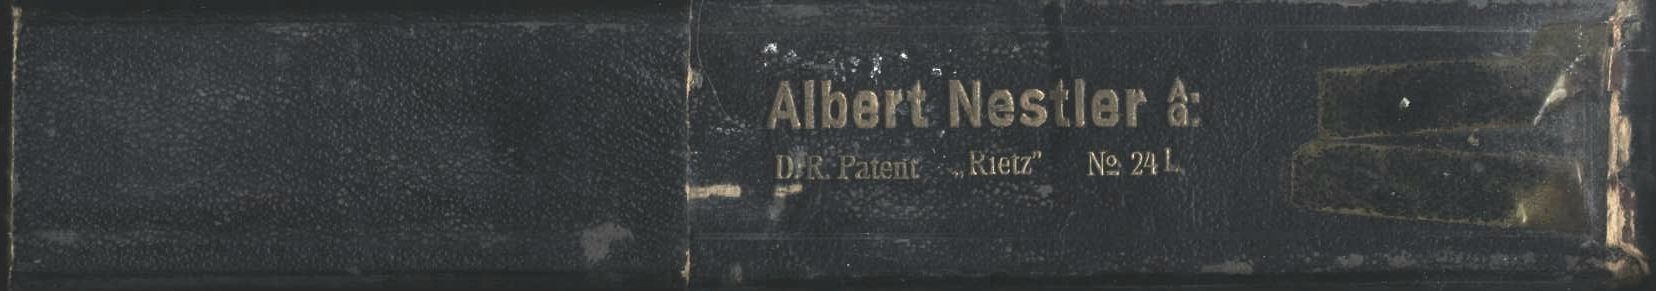 Albert Nestler A:G:
D.R. Patent „Rietz" No 24 L